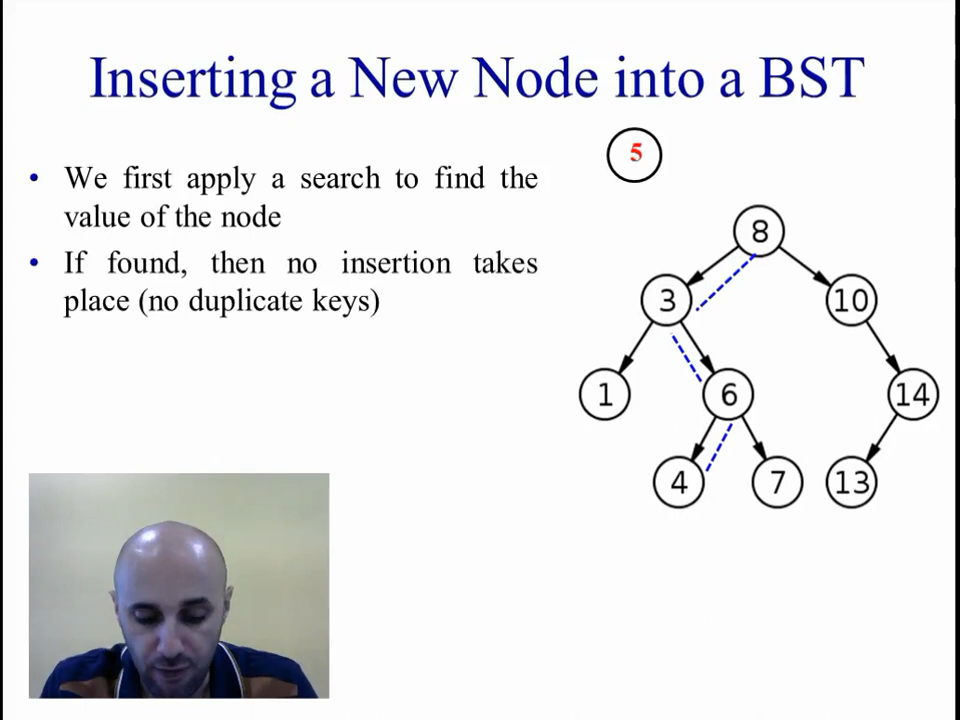 Inserting a New Node into a BST
• We first apply a search to find the
value of the node
• If found, then no insertion takes
place (no duplicate keys)
5
8
3 10
1 6 14
4 7 13